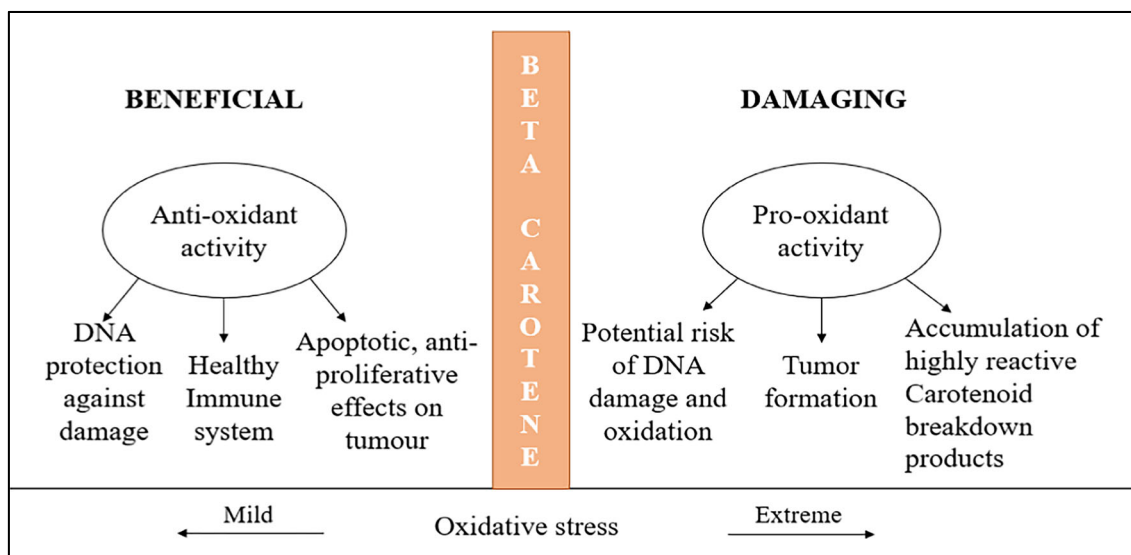 BENEFICIAL
Anti-oxidant
activity
DNA
protection
against
damage
Healthy
Immune
system
Apoptotic, anti-
proliferative
effects on
tumour
BETA CAROTENE
DAMAGING
Pro-oxidant
activity
Potential risk
of DNA
damage and
oxidation
Tumor
formation
Accumulation of
highly reactive
Carotenoid
breakdown
products
Mild
Oxidative stress
Extreme